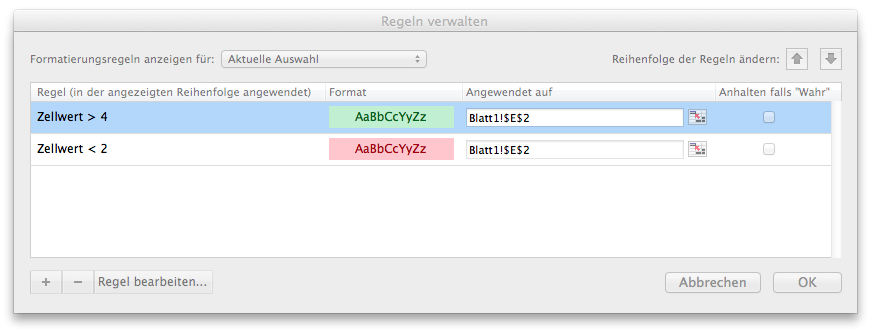 Regeln verwalten
Formatierungsregeln anzeigen für: Aktuelle Auswahl Reihenfolge der Regeln ändern:
Regel (in der angezeigten Reihenfolge angewendet) Format Angewendet auf Anhalten falls "Wahr"
Zellwert > 4 AaBbCcYyZz Blatt1!$E$2
Zellwert < 2 AaBbCcYyZz Blatt1!$E$2
+ − Regel bearbeiten... Abbrechen OK